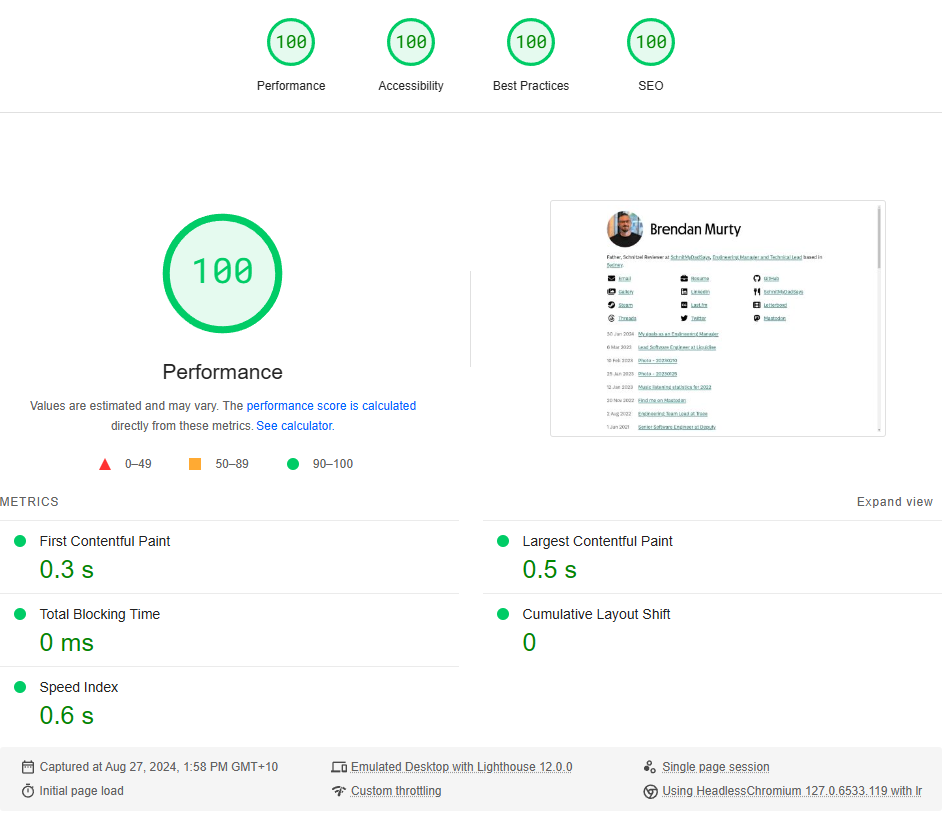 100 100 100 100
Performance Accessibility Best Practices SEO
100
Performance
Values are estimated and may vary. The performance score is calculated
directly from these metrics. See calculator.
0–49 50–89 90–100
Brendan Murty
Father, Schnitzel Reviewer at SchnitMyDadSays, Engineering Manager and Technical Lead based in
Sydney.
Email Resume GitHub
Gallery LinkedIn SchnitMyDadSays
Steam Last.fm Letterboxd
Threads Twitter Mastodon
30 Jan 2024 My goals as an Engineering Manager
6 Mar 2023 Lead Software Engineer at Liquidise
10 Feb 2023 Photo - 20230210
25 Jan 2023 Photo - 20230125
12 Jan 2023 Music listening statistics for 2022
20 Nov 2022 Find me on Mastodon
2 Aug 2022 Engineering Team Lead at Traxe
1 Jan 2021 Senior Software Engineer at Deputy
METRICS Expand view
First Contentful Paint
0.3 s
Largest Contentful Paint
0.5 s
Total Blocking Time
0 ms
Cumulative Layout Shift
0
Speed Index
0.6 s
Captured at Aug 27, 2024, 1:58 PM GMT+10 Emulated Desktop with Lighthouse 12.0.0 Single page session
Initial page load Custom throttling Using HeadlessChromium 127.0.6533.119 with lr